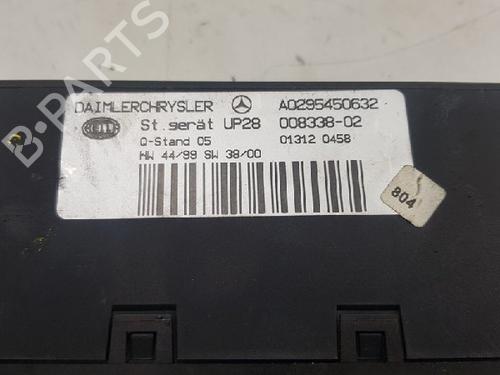 DAIMLERCHRYSLER A0295450632
HELLA St.gerät UP28 008338-02
Q-Stand 05 01312 0458
HW 44/99 SW 38/00
804
B-PARTS